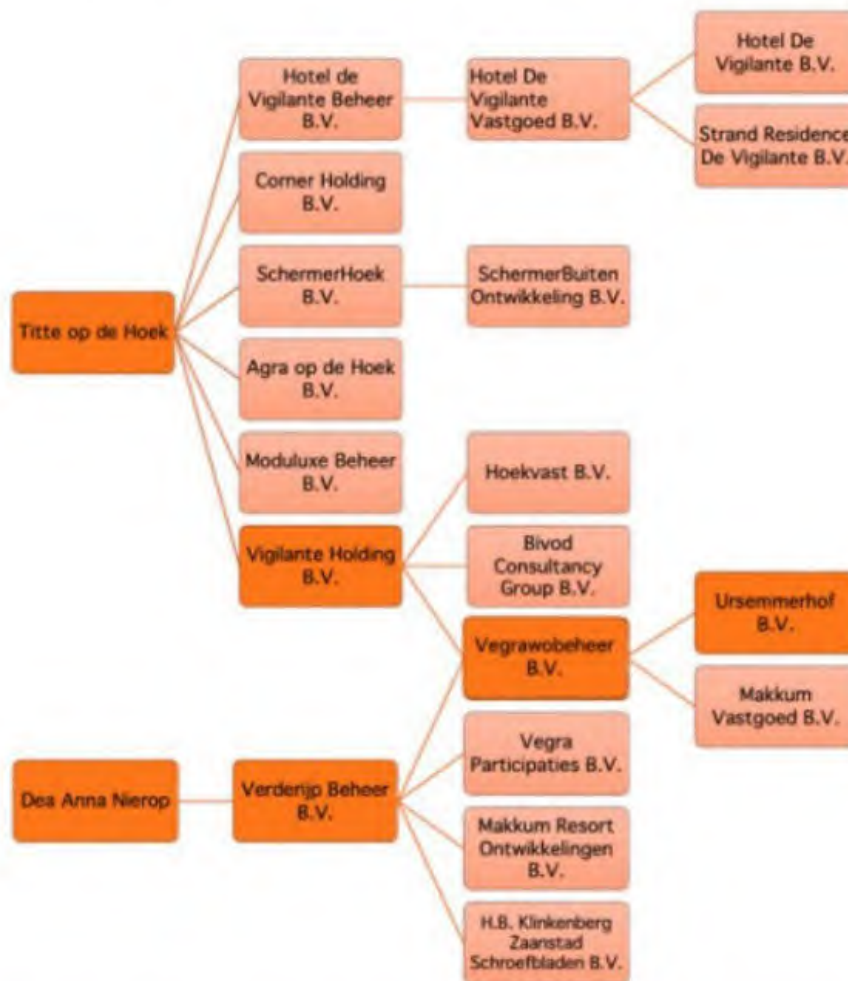 Hotel De
Vigilante B.V.
Hotel de
Vigilante Beheer
B.V.
Hotel De
Vigilante
Vastgoed B.V.
Strand Residence
De Vigilante B.V.
Corner Holding
B.V.
SchermerHoek
B.V.
SchermerBuiten
Ontwikkeling B.V.
Titte op de Hoek
Agra op de Hoek
B.V.
Moduluxe Beheer
B.V.
Hoekvast B.V.
Vigilante Holding
B.V.
Bivod
Consultancy
Group B.V.
Ursemmerhof
B.V.
Vegrawobeheer
B.V.
Makkum
Vastgoed B.V.
Vegra
Participaties B.V.
Dea Anna Nierop
Verderijp Beheer
B.V.
Makkum Resort
Ontwikkelingen
B.V.
H.B. Klinkenberg
Zaanstad
Schroefbladen B.V.